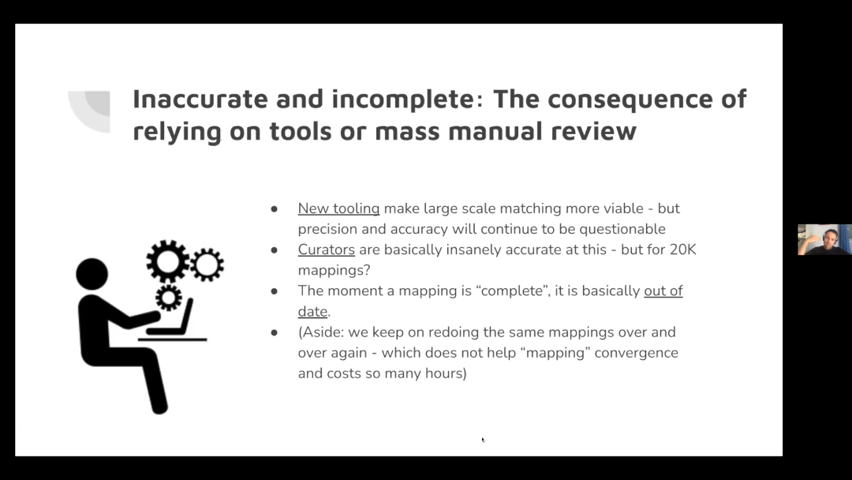 Inaccurate and incomplete: The consequence of
relying on tools or mass manual review
● New tooling make large scale matching more viable - but
precision and accuracy will continue to be questionable
● Curators are basically insanely accurate at this - but for 20K
mappings?
● The moment a mapping is “complete”, it is basically out of
date.
● (Aside: we keep on redoing the same mappings over and
over again - which does not help “mapping” convergence
and costs so many hours)